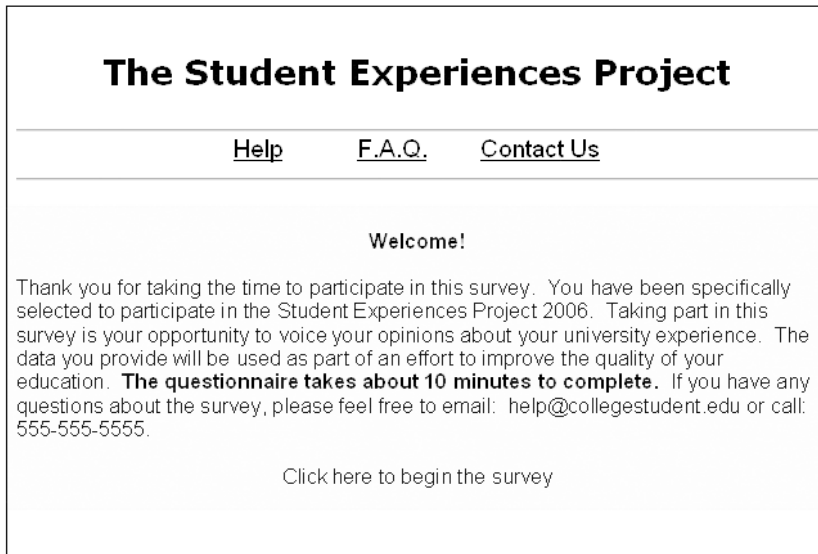 The Student Experiences Project
Help F.A.Q. Contact Us
Welcome!
Thank you for taking the time to participate in this survey. You have been specifically
selected to participate in the Student Experiences Project 2006. Taking part in this
survey is your opportunity to voice your opinions about your university experience. The
data you provide will be used as part of an effort to improve the quality of your
education. The questionnaire takes about 10 minutes to complete. If you have any
questions about the survey, please feel free to email: help@collegestudent.edu or call:
555-555-5555.
Click here to begin the survey